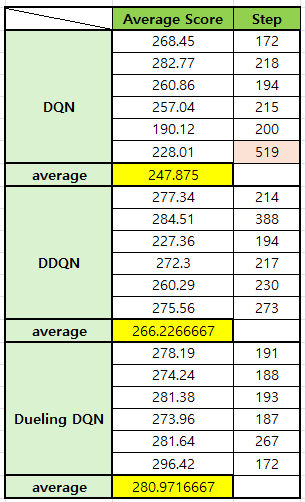 Average Score Step
268.45 172
282.77 218
260.86 194
DQN
257.04 215
190.12 200
228.01 519
average 247.875
277.34 214
284.51 388
227.36 194
DDQN
272.3 217
260.29 230
275.56 273
average 266.2266667
278.19 191
274.24 188
281.38 193
Dueling DQN
273.96 187
281.64 267
296.42 172
average 280.9716667